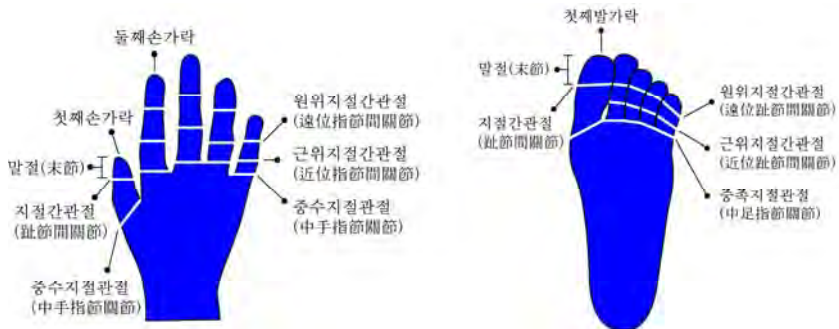 둘째손가락
첫째손가락
말절(末節)
지절간관절
(趾節間關節)
중수지절관절
(中手指節關節)
원위지절간관절
(遠位指節間關節)
근위지절간관절
(近位指節間關節)
중수지절관절
(中手指節關節)
첫째발가락
말절(末節)
지절간관절
(趾節間關節)
원위지절간관절
(遠位趾節間關節)
근위지절간관절
(近位趾節間關節)
중족지절관절
(中足指節關節)